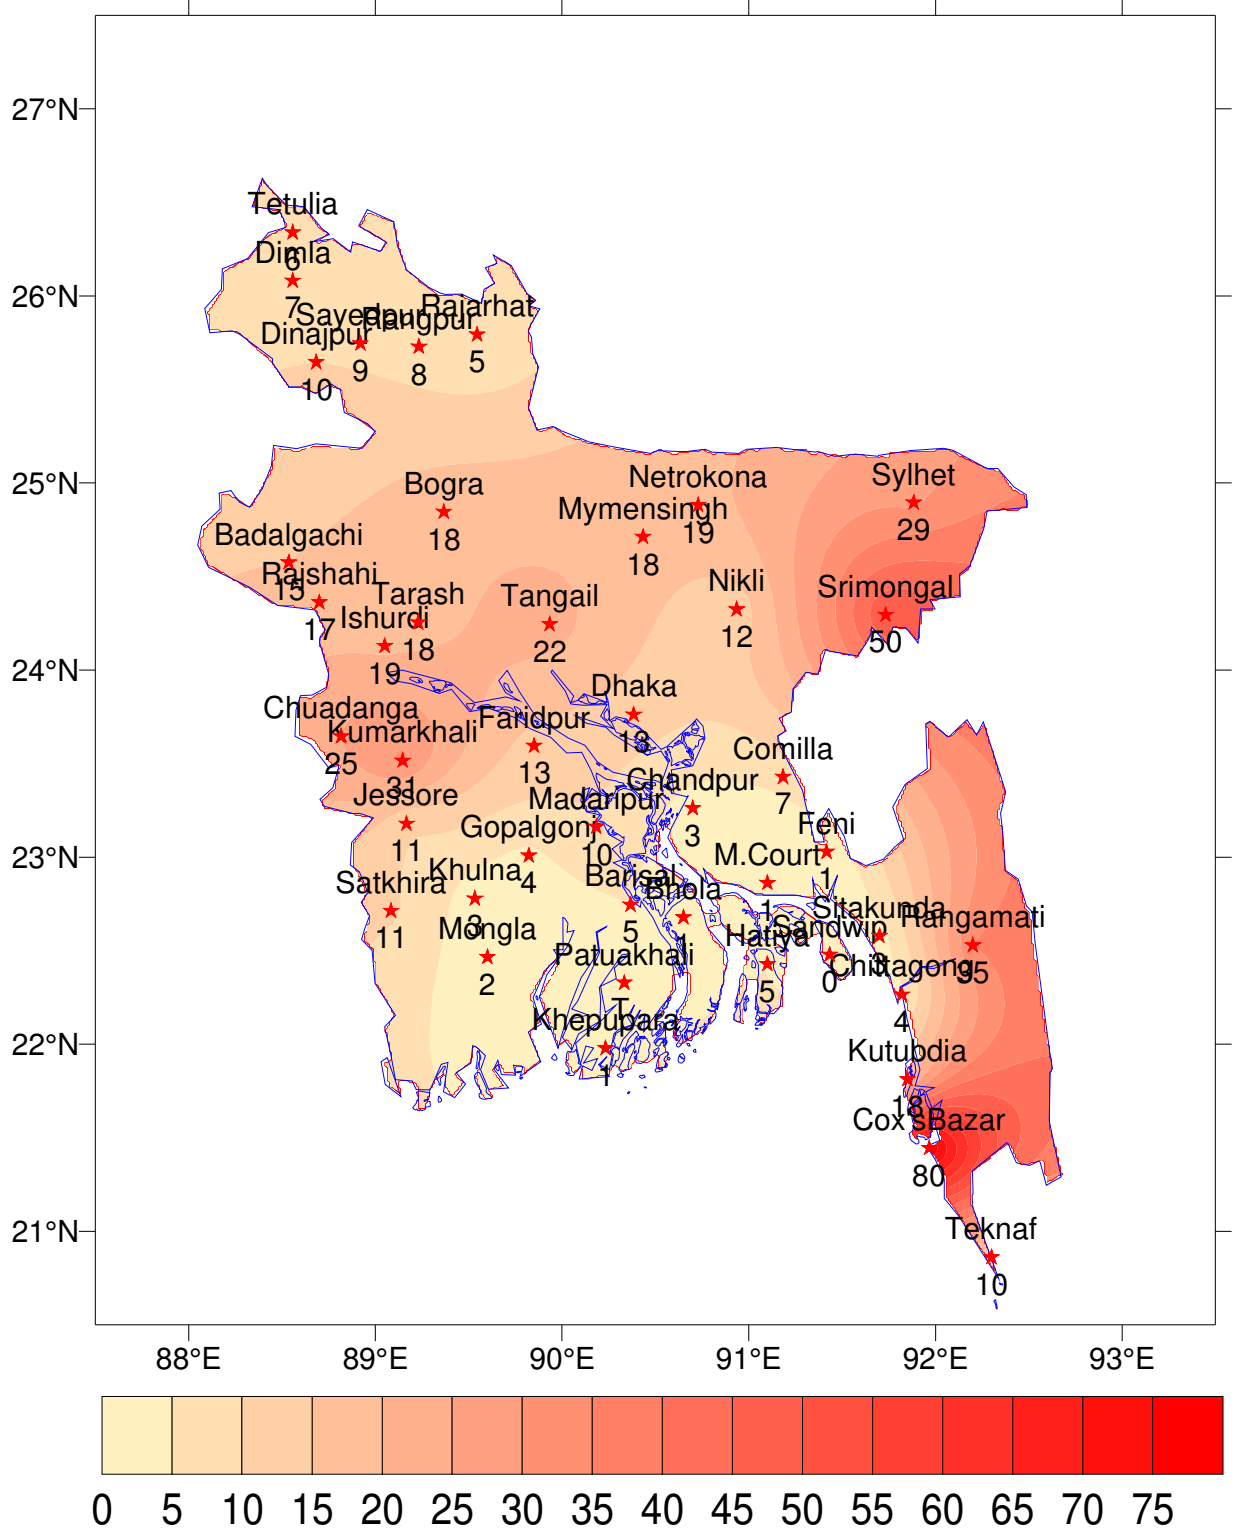 27°N
Tetulia
6
Dimla
7
26°N
Sayedpur
9
Rangpur
8
Rajarhat
5
Dinajpur
10
25°N
Bogra
18
Netrokona
19
Sylhet
29
Mymensingh
18
Badalgachi
15
Rajshahi
17
Tarash
18
Ishurdi
19
Tangail
22
Nikli
12
Srimongal
50
24°N
Dhaka
13
Chuadanga
25
Kumarkhali
31
Faridpur
13
Comilla
7
Chandpur
3
Jessore
11
Madaripur
10
Gopalgonj
4
Feni
1
23°N
M.Court
1
Khulna
3
Barisal
5
Satkhira
11
Bhola
1
Sitakunda
3
Rangamati
35
Mongla
2
Hatiya
5
Sandwip
0
Patuakhali
T
Chittagong
4
22°N
Khepupara
1
Kutubdia
18
Cox'sBazar
80
21°N
Teknaf
10
88°E 89°E 90°E 91°E 92°E 93°E
0 5 10 15 20 25 30 35 40 45 50 55 60 65 70 75